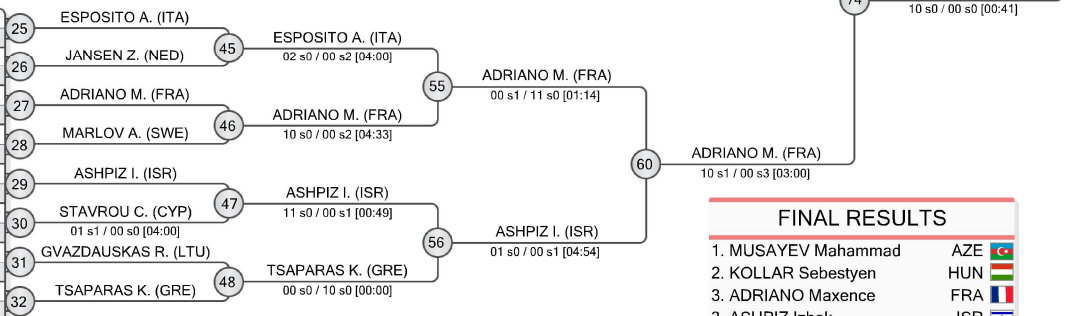 74
10 s0 / 00 s0 [00:41]
25
ESPOSITO A. (ITA)
26
JANSEN Z. (NED)
45
ESPOSITO A. (ITA)
02 s0 / 00 s2 [04:00]
27
ADRIANO M. (FRA)
28
MARLOV A. (SWE)
46
ADRIANO M. (FRA)
10 s0 / 00 s2 [04:33]
55
ADRIANO M. (FRA)
00 s1 / 11 s0 [01:14]
29
ASHPIZ I. (ISR)
30
STAVROU C. (CYP)
01 s1 / 00 s0 [04:00]
47
ASHPIZ I. (ISR)
11 s0 / 00 s1 [00:49]
31
GVAZDAUSKAS R. (LTU)
32
TSAPARAS K. (GRE)
48
TSAPARAS K. (GRE)
00 s0 / 10 s0 [00:00]
56
ASHPIZ I. (ISR)
01 s0 / 00 s1 [04:54]
60
ADRIANO M. (FRA)
10 s1 / 00 s3 [03:00]
FINAL RESULTS
1. MUSAYEV Mahammad AZE
2. KOLLAR Sebestyen HUN
3. ADRIANO Maxence FRA
3. ASHPIZ Izhak ISR